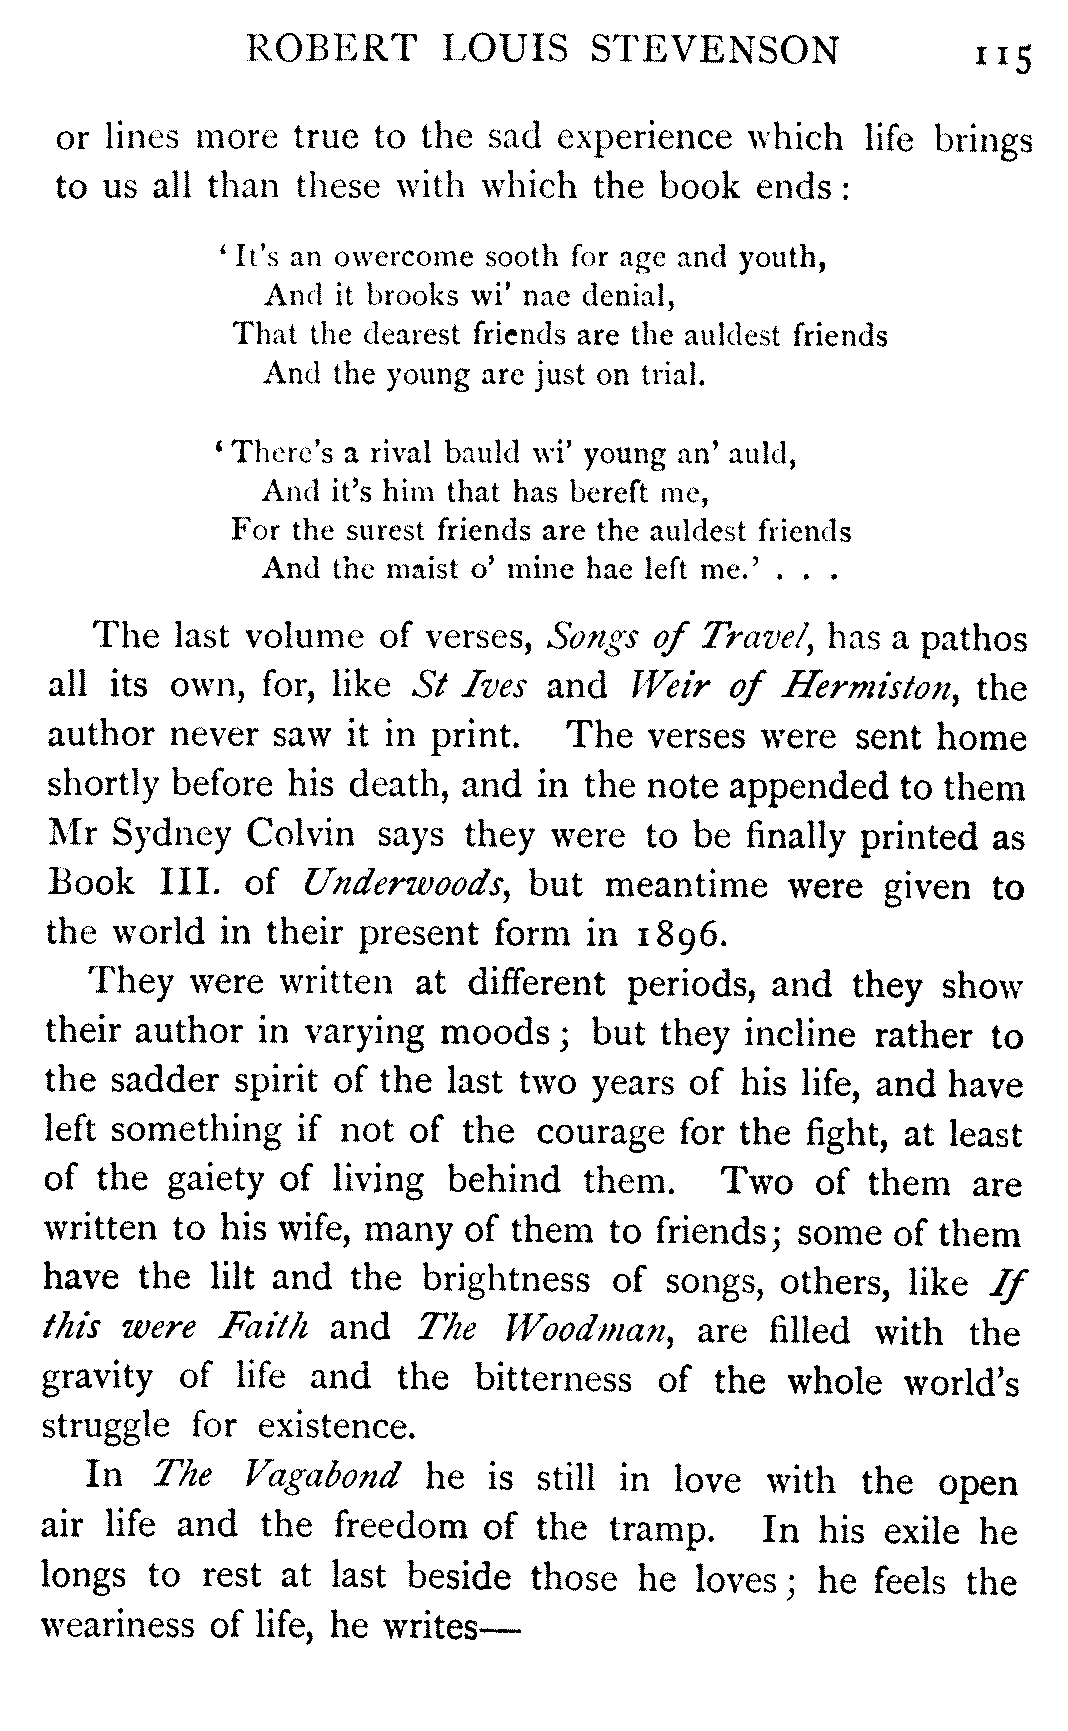 ROBERT LOUIS STEVENSON 115
or lines more true to the sad experience which life brings
to us all than these with which the book ends :
‘ It's an owercome sooth for age and youth,
And it brooks wi' nae denial,
That the dearest friends are the auldest friends
And the young are just on trial.
‘ There's a rival bauld wi' young an' auld,
And it's him that has bereft me,
For the surest friends are the auldest friends
And the maist o' mine hae left me.’ . . .
The last volume of verses, Songs of Travel, has a pathos
all its own, for, like St Ives and Weir of Hermiston, the
author never saw it in print. The verses were sent home
shortly before his death, and in the note appended to them
Mr Sydney Colvin says they were to be finally printed as
Book III. of Underwoods, but meantime were given to
the world in their present form in 1896.
They were written at different periods, and they show
their author in varying moods ; but they incline rather to
the sadder spirit of the last two years of his life, and have
left something if not of the courage for the fight, at least
of the gaiety of living behind them. Two of them are
written to his wife, many of them to friends; some of them
have the lilt and the brightness of songs, others, like If
this were Faith and The Woodman, are filled with the
gravity of life and the bitterness of the whole world's
struggle for existence.
In The Vagabond he is still in love with the open
air life and the freedom of the tramp. In his exile he
longs to rest at last beside those he loves ; he feels the
weariness of life, he writes—